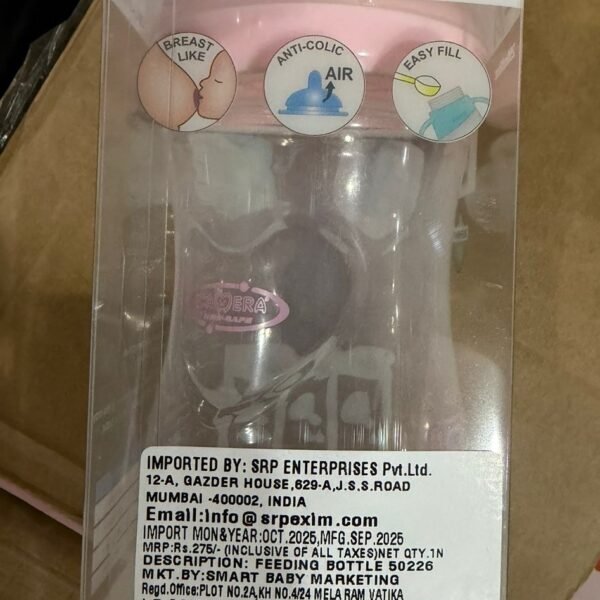 BREAST
LIKE
ANTI-COLIC
AIR
EASY FILL
CAMERA
IMPORTED BY: SRP ENTERPRISES Pvt.Ltd.
12-A, GAZDER HOUSE,629-A,J.S.S.ROAD
MUMBAI -400002, INDIA
Email:info@srpexim.com
IMPORT MON&YEAR:OCT.2025,MFG.SEP.2025
MRP:Rs.275/- (INCLUSIVE OF ALL TAXES)NET QTY.1N
DESCRIPTION: FEEDING BOTTLE 50226
MKT.BY:SMART BABY MARKETING
Regd.Office:PLOT NO.2A,KH NO.4/24 MELA RAM VATIKA